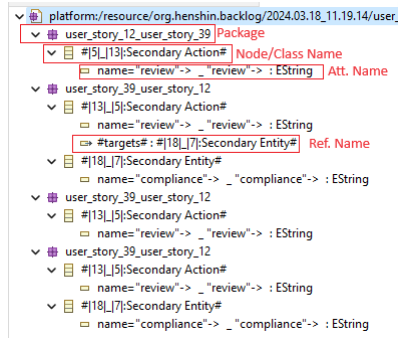 platform:/resource/org.henshin.backlog/2024.03.18_11.19.14/user_
user_story_12_user_story_39 Package
#|5|_|13|:Secondary Action# Node/Class Name
name="review"-> _ "review"-> : EString
Att. Name
user_story_39_user_story_12
#|13|_|5|:Secondary Action#
name="review"-> _ "review"-> : EString
#targets# : #|18|_|7|:Secondary Entity# Ref. Name
#|18|_|7|:Secondary Entity#
name="compliance"-> _ "compliance"-> : EString
user_story_39_user_story_12
#|13|_|5|:Secondary Action#
name="review"-> _ "review"-> : EString
user_story_39_user_story_12
#|13|_|5|:Secondary Action#
name="review"-> _ "review"-> : EString
#|18|_|7|:Secondary Entity#
name="compliance"-> _ "compliance"-> : EString